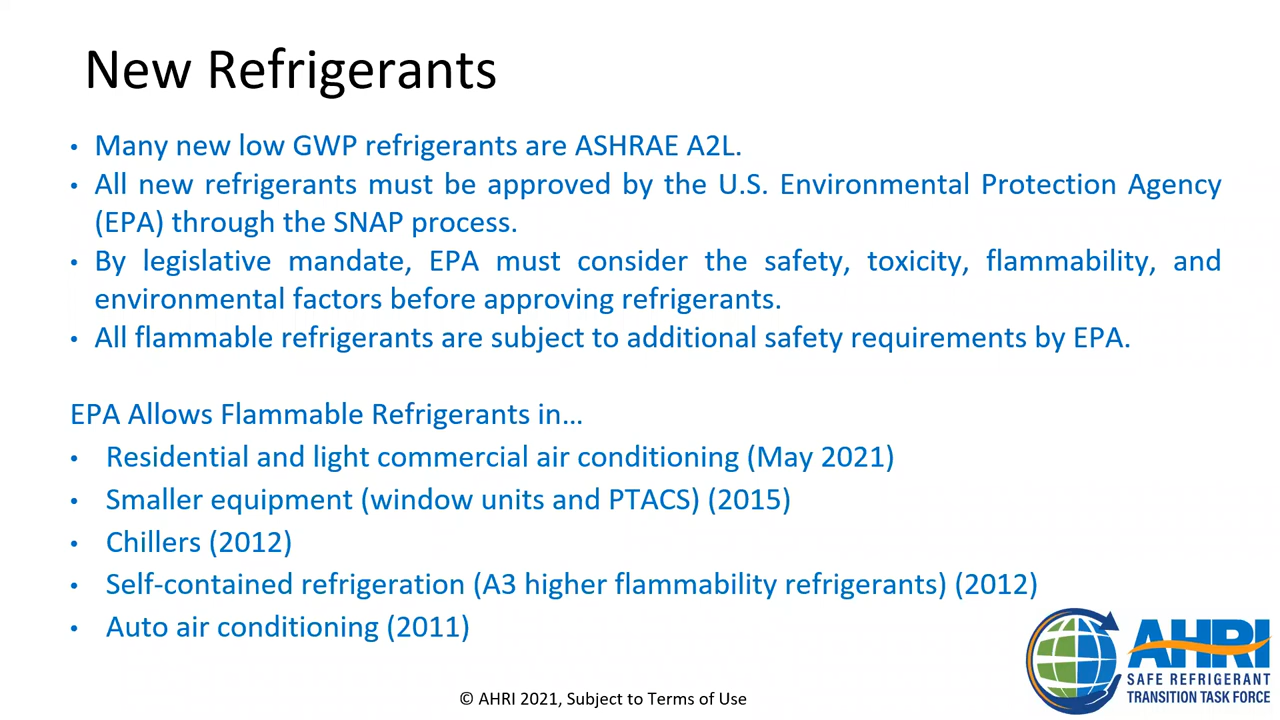 New Refrigerants
• Many new low GWP refrigerants are ASHRAE A2L.
• All new refrigerants must be approved by the U.S. Environmental Protection Agency
(EPA) through the SNAP process.
• By legislative mandate, EPA must consider the safety, toxicity, flammability, and
environmental factors before approving refrigerants.
• All flammable refrigerants are subject to additional safety requirements by EPA.
EPA Allows Flammable Refrigerants in…
• Residential and light commercial air conditioning (May 2021)
• Smaller equipment (window units and PTACS) (2015)
• Chillers (2012)
• Self-contained refrigeration (A3 higher flammability refrigerants) (2012)
• Auto air conditioning (2011)
AHRI
SAFE REFRIGERANT
TRANSITION TASK FORCE
© AHRI 2021, Subject to Terms of Use